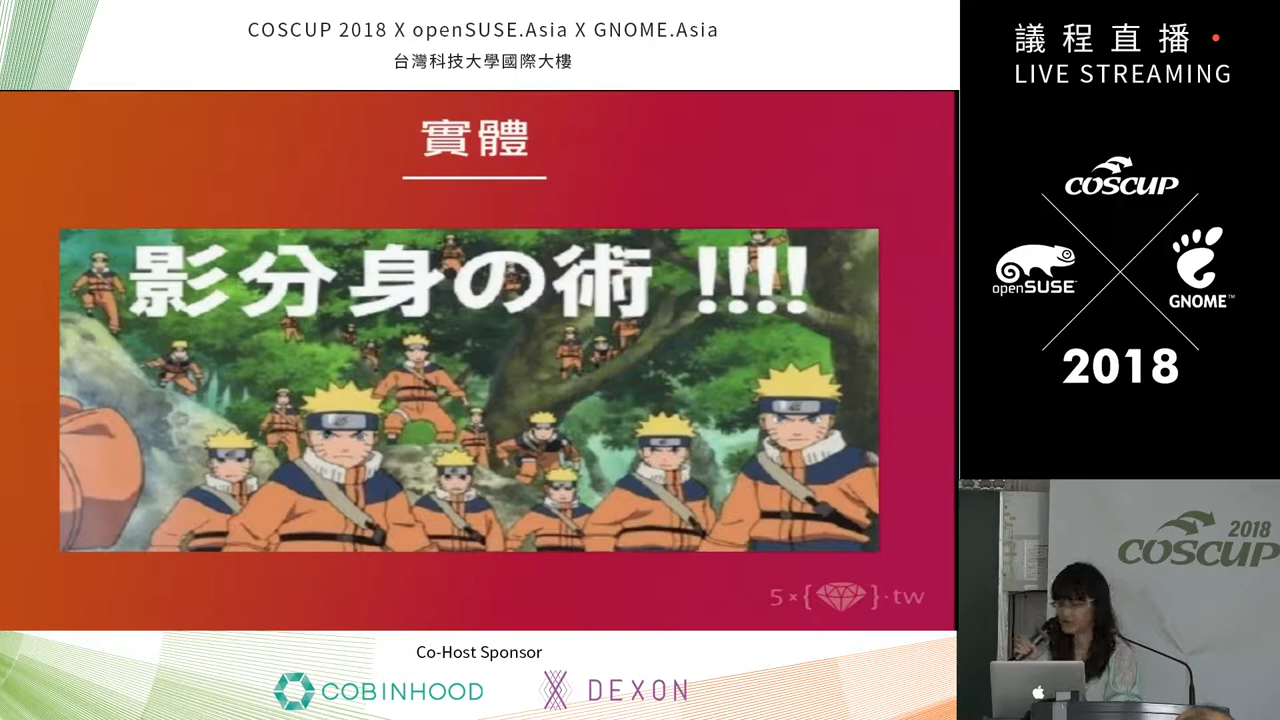 COSCUP 2018 X openSUSE.Asia X GNOME.Asia
台灣科技大學國際大樓
實體
影分身の術 !!!!
5×{ }·tw
Co-Host Sponsor
COBINHOOD
DEXON
議程直播
LIVE STREAMING
COSCUP
openSUSE
GNOME™
2018
2018
COSCUP